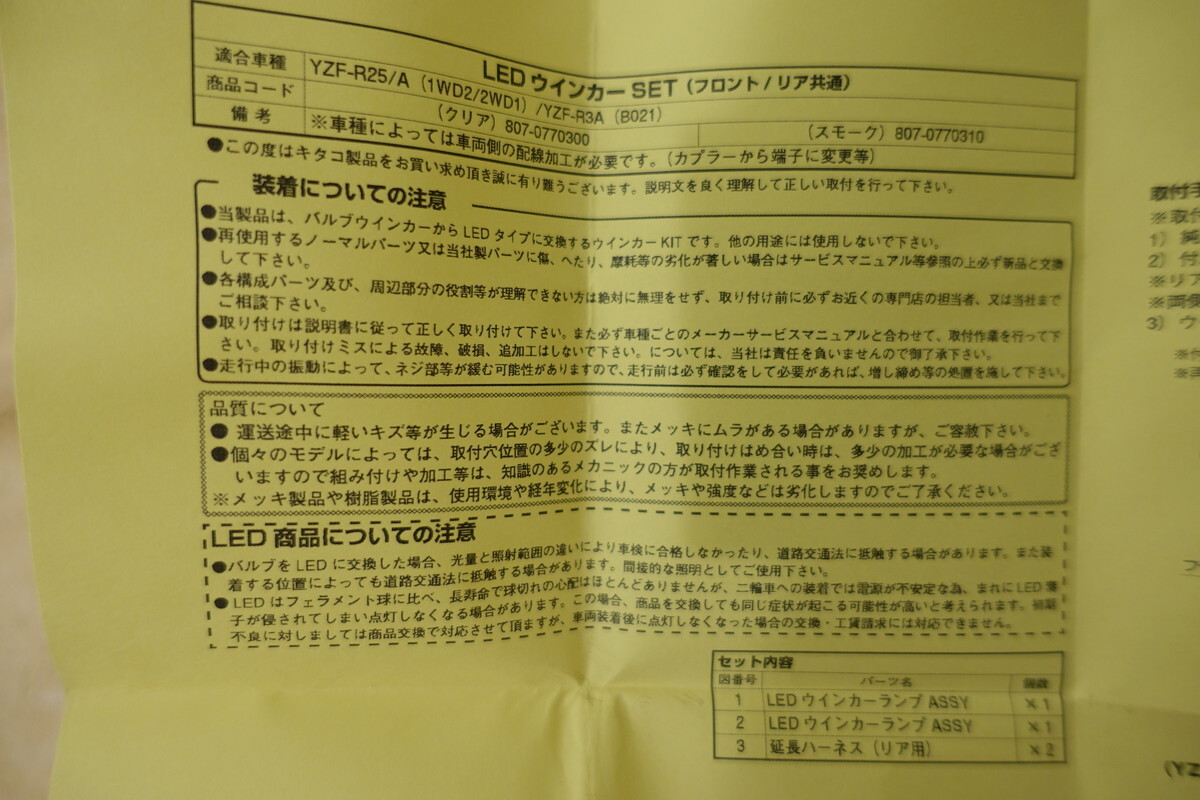 LED ウインカー SET（フロント / リア共通）
適合車種 YZF-R25/A（1WD2/2WD1）/YZF-R3A（B021）
商品コード （クリア）807-0770300 （スモーク）807-0770310
備 考 ※車種によっては車両側の配線加工が必要です。（カプラーから端子に変更等）
●この度はキタコ製品をお買い求め頂き誠に有り難うございます。説明文を良く理解して正しい取付を行って下さい。
装着についての注意
●当製品は、バルブウインカーから LED タイプに交換するウインカー KIT です。他の用途には使用しないで下さい。
●再使用するノーマルパーツ又は当社製パーツに傷、へたり、摩耗等の劣化が著しい場合はサービスマニュアル等参照の上必ず新品と交換
して下さい。
●各構成パーツ及び、周辺部分の役割等が理解できない方は絶対に無理をせず、取り付け前に必ずお近くの専門店の担当者、又は当社まで
ご相談下さい。
●取り付けは説明書に従って正しく取り付けて下さい。また必ず車種ごとのメーカーサービスマニュアルと合わせて、取付作業を行って下
さい。取り付けミスによる故障、破損、追加工はしないで下さい。については、当社は責任を負いませんので御了承下さい。
●走行中の振動によって、ネジ部等が緩む可能性がありますので、走行前は必ず確認をして必要があれば、増し締め等の処置を施して下さい。
品質について
● 運送途中に軽いキズ等が生じる場合がございます。またメッキにムラがある場合がありますが、ご容赦下さい。
●個々のモデルによっては、取付穴位置の多少のズレにより、取り付けはめ合い時は、多少の加工が必要な場合がござ
いますので組み付けや加工等は、知識のあるメカニックの方が取付作業される事をお奨めします。
※メッキ製品や樹脂製品は、使用環境や経年変化により、メッキや強度などは劣化しますのでご了承ください。
LED 商品についての注意
●バルブを LED に交換した場合、光量と照射範囲の違いにより車検に合格しなかったり、道路交通法に抵触する場合があります。また装
着する位置によっても道路交通法に抵触する場合があります。間接的な照明としてご使用下さい。
●LED はフェラメント球に比べ、長寿命で球切れの心配はほとんどありませんが、二輪車への装着では電源が不安定な為、まれに LED 素
子が侵されてしまい点灯しなくなる場合があります。この場合、商品を交換しても同じ症状が起こる可能性が高いと考えられます。初期
不良に対しましては商品交換で対応させて頂ますが、車両装着後に点灯しなくなった場合の交換・工賃請求には対応できません。
セット内容
図番号 パーツ名 個数
1 LED ウインカーランプ ASSY ×1
2 LED ウインカーランプ ASSY ×1
3 延長ハーネス（リア用） ×2
取付手
※取付
1）純
2）付
※リア
※両側
3）ウ
※付
(YZ